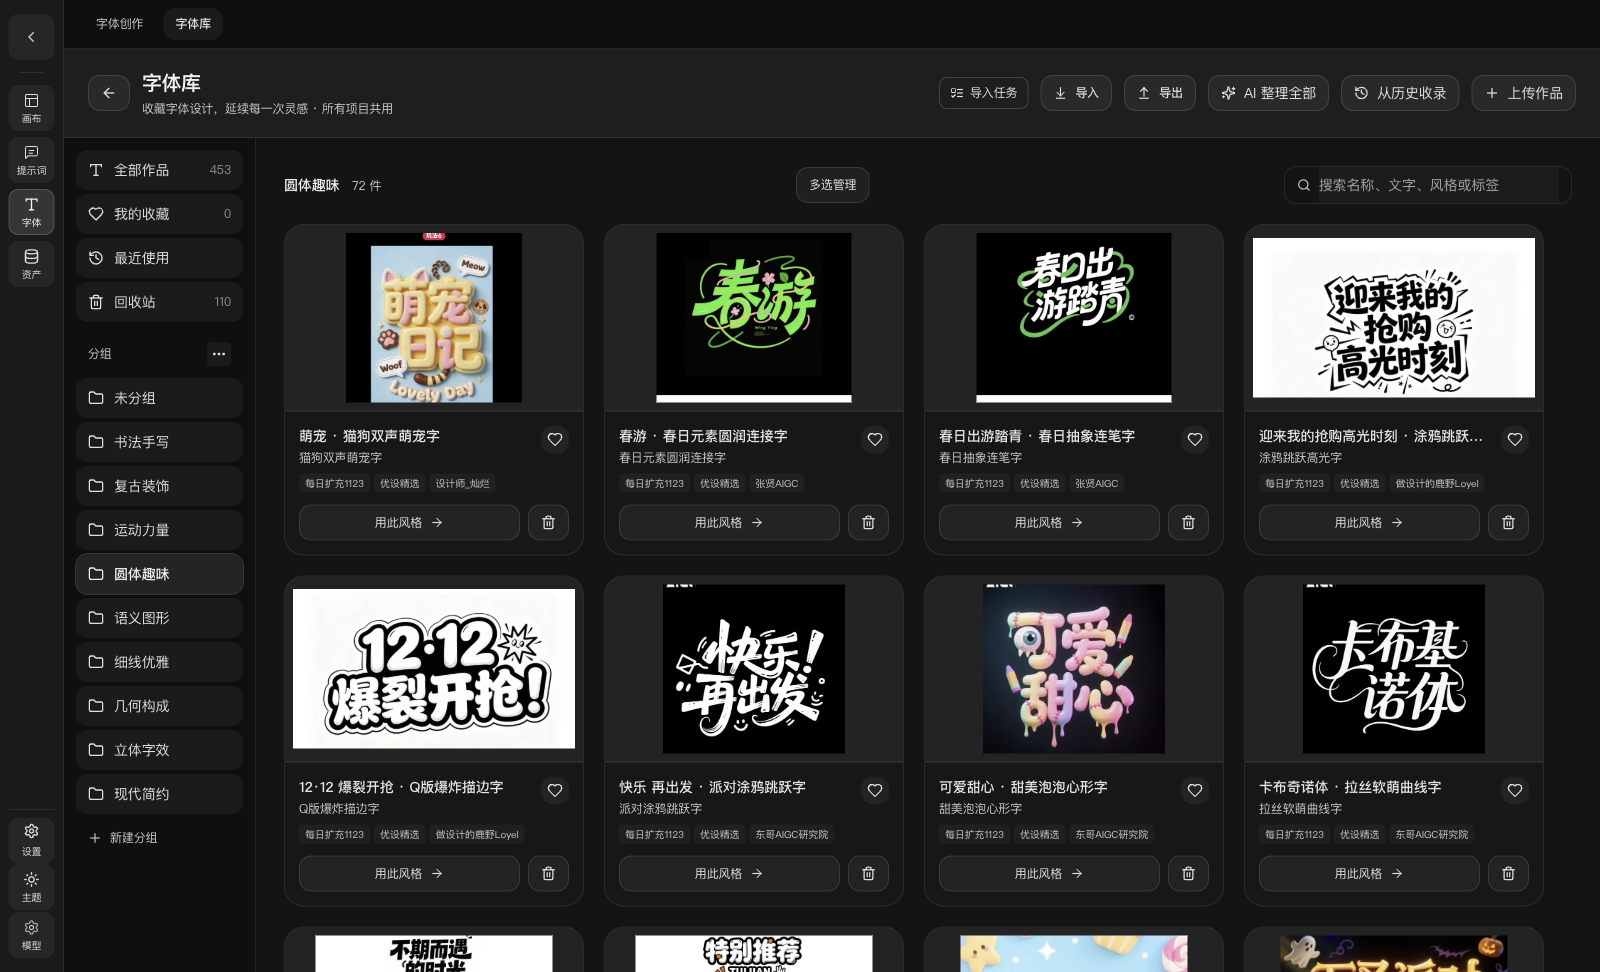 字体创作
字体库
字体库
收藏字体设计，延续每一次灵感 · 所有项目共用
导入任务
导入
导出
AI 整理全部
从历史收录
上传作品
画布
提示词
字体
资产
设置
主题
模型
全部作品 453
我的收藏 0
最近使用
回收站 110
分组
未分组
书法手写
复古装饰
运动力量
圆体趣味
语义图形
细线优雅
几何构成
立体字效
现代简约
新建分组
圆体趣味 72 件
多选管理
搜索名称、文字、风格或标签
Meow
萌宠
日记
Woof
Lovely Day
萌宠 · 猫狗双声萌宠字
猫狗双声萌宠字
每日扩充1123 优设精选 设计师_灿烂
用此风格
春游
春游 · 春日元素圆润连接字
春日元素圆润连接字
每日扩充1123 优设精选 张贤AIGC
用此风格
春日出
游踏青
春日出游踏青 · 春日抽象连笔字
春日抽象连笔字
每日扩充1123 优设精选 张贤AIGC
用此风格
迎来我的
抢购
高光时刻
迎来我的抢购高光时刻 · 涂鸦跳跃...
涂鸦跳跃高光字
每日扩充1123 优设精选 做设计的鹿野Loyel
用此风格
12·12
爆裂开抢!
12·12 爆裂开抢 · Q版爆炸描边字
Q版爆炸描边字
每日扩充1123 优设精选 做设计的鹿野Loyel
用此风格
快乐!
再出发
快乐 再出发 · 派对涂鸦跳跃字
派对涂鸦跳跃字
每日扩充1123 优设精选 东哥AIGC研究院
用此风格
可爱
甜心
可爱甜心 · 甜美泡泡心形字
甜美泡泡心形字
每日扩充1123 优设精选 东哥AIGC研究院
用此风格
卡布基
诺体
卡布奇诺体 · 拉丝软萌曲线字
拉丝软萌曲线字
每日扩充1123 优设精选 东哥AIGC研究院
用此风格
不期而遇
的时光
特别推荐